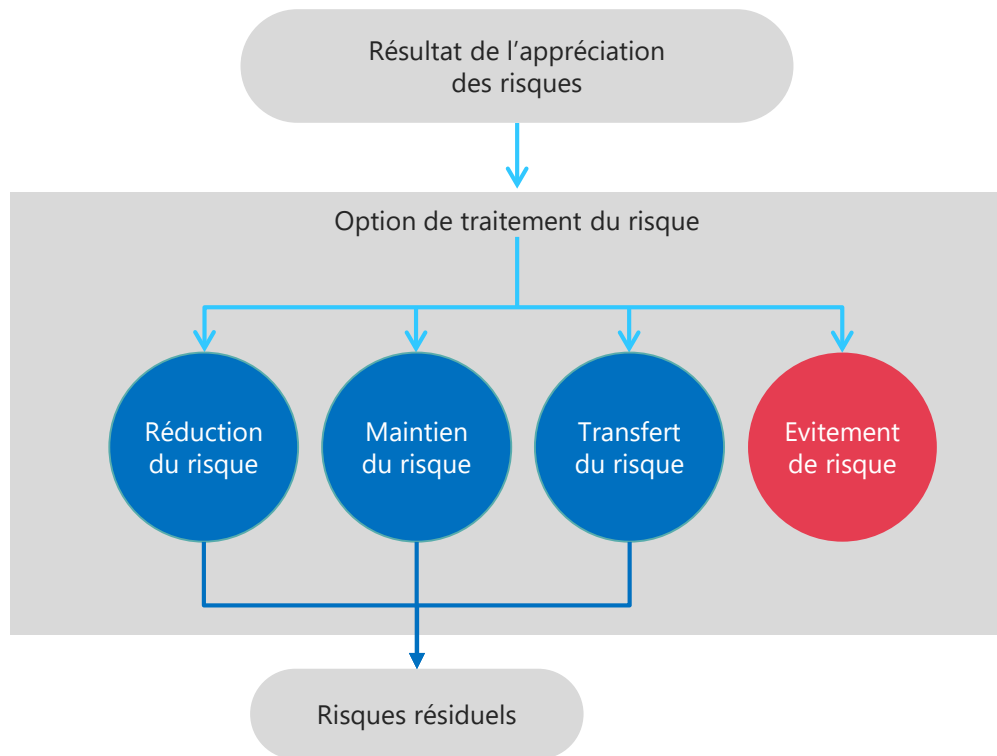 Résultat de l’appréciation
des risques
Option de traitement du risque
Réduction
du risque
Maintien
du risque
Transfert
du risque
Evitement
de risque
Risques résiduels